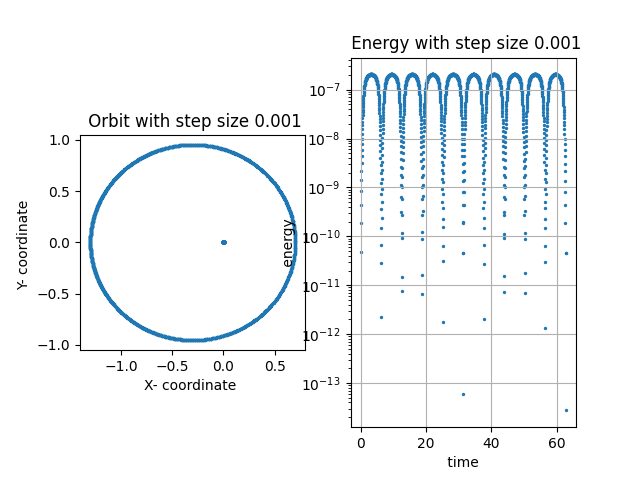 Orbit with step size 0.001
1.0
0.5
0.0
−0.5
−1.0
Y- coordinate
−1.0 −0.5 0.0 0.5
X- coordinate
Energy with step size 0.001
10⁻⁷
10⁻⁸
10⁻⁹
10⁻¹⁰
10⁻¹¹
10⁻¹²
10⁻¹³
energy
0 20 40 60
time